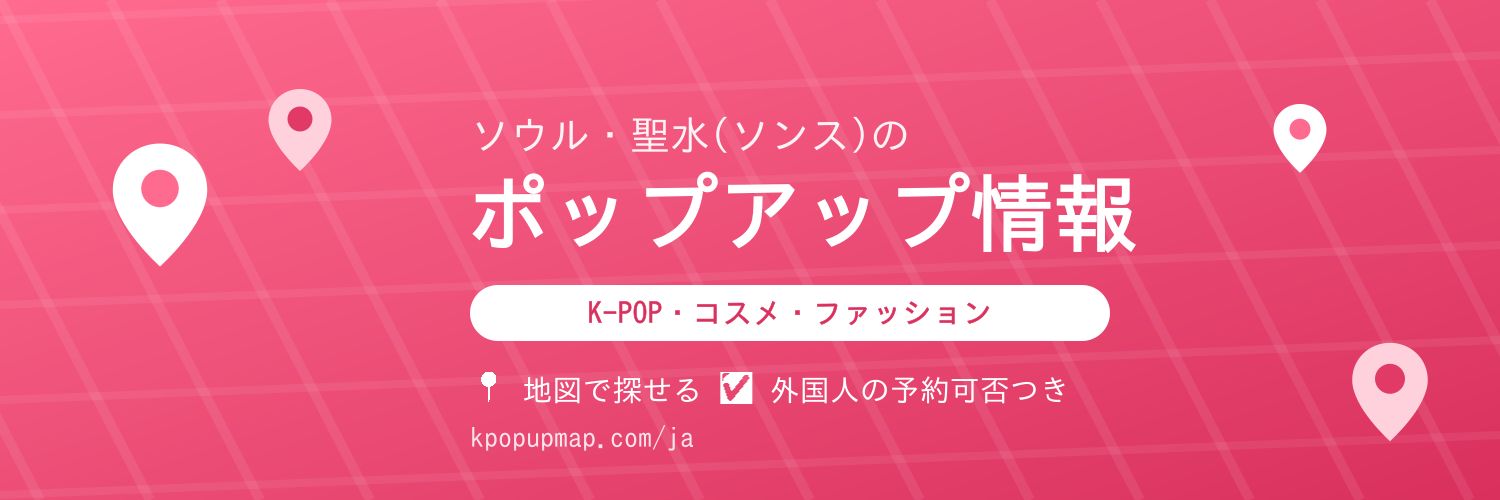 ソウル・聖水(ソンス)の
ポップアップ情報
K-POP・コスメ・ファッション
📍 地図で探せる ✅ 外国人の予約可否つき
kpopupmap.com/ja